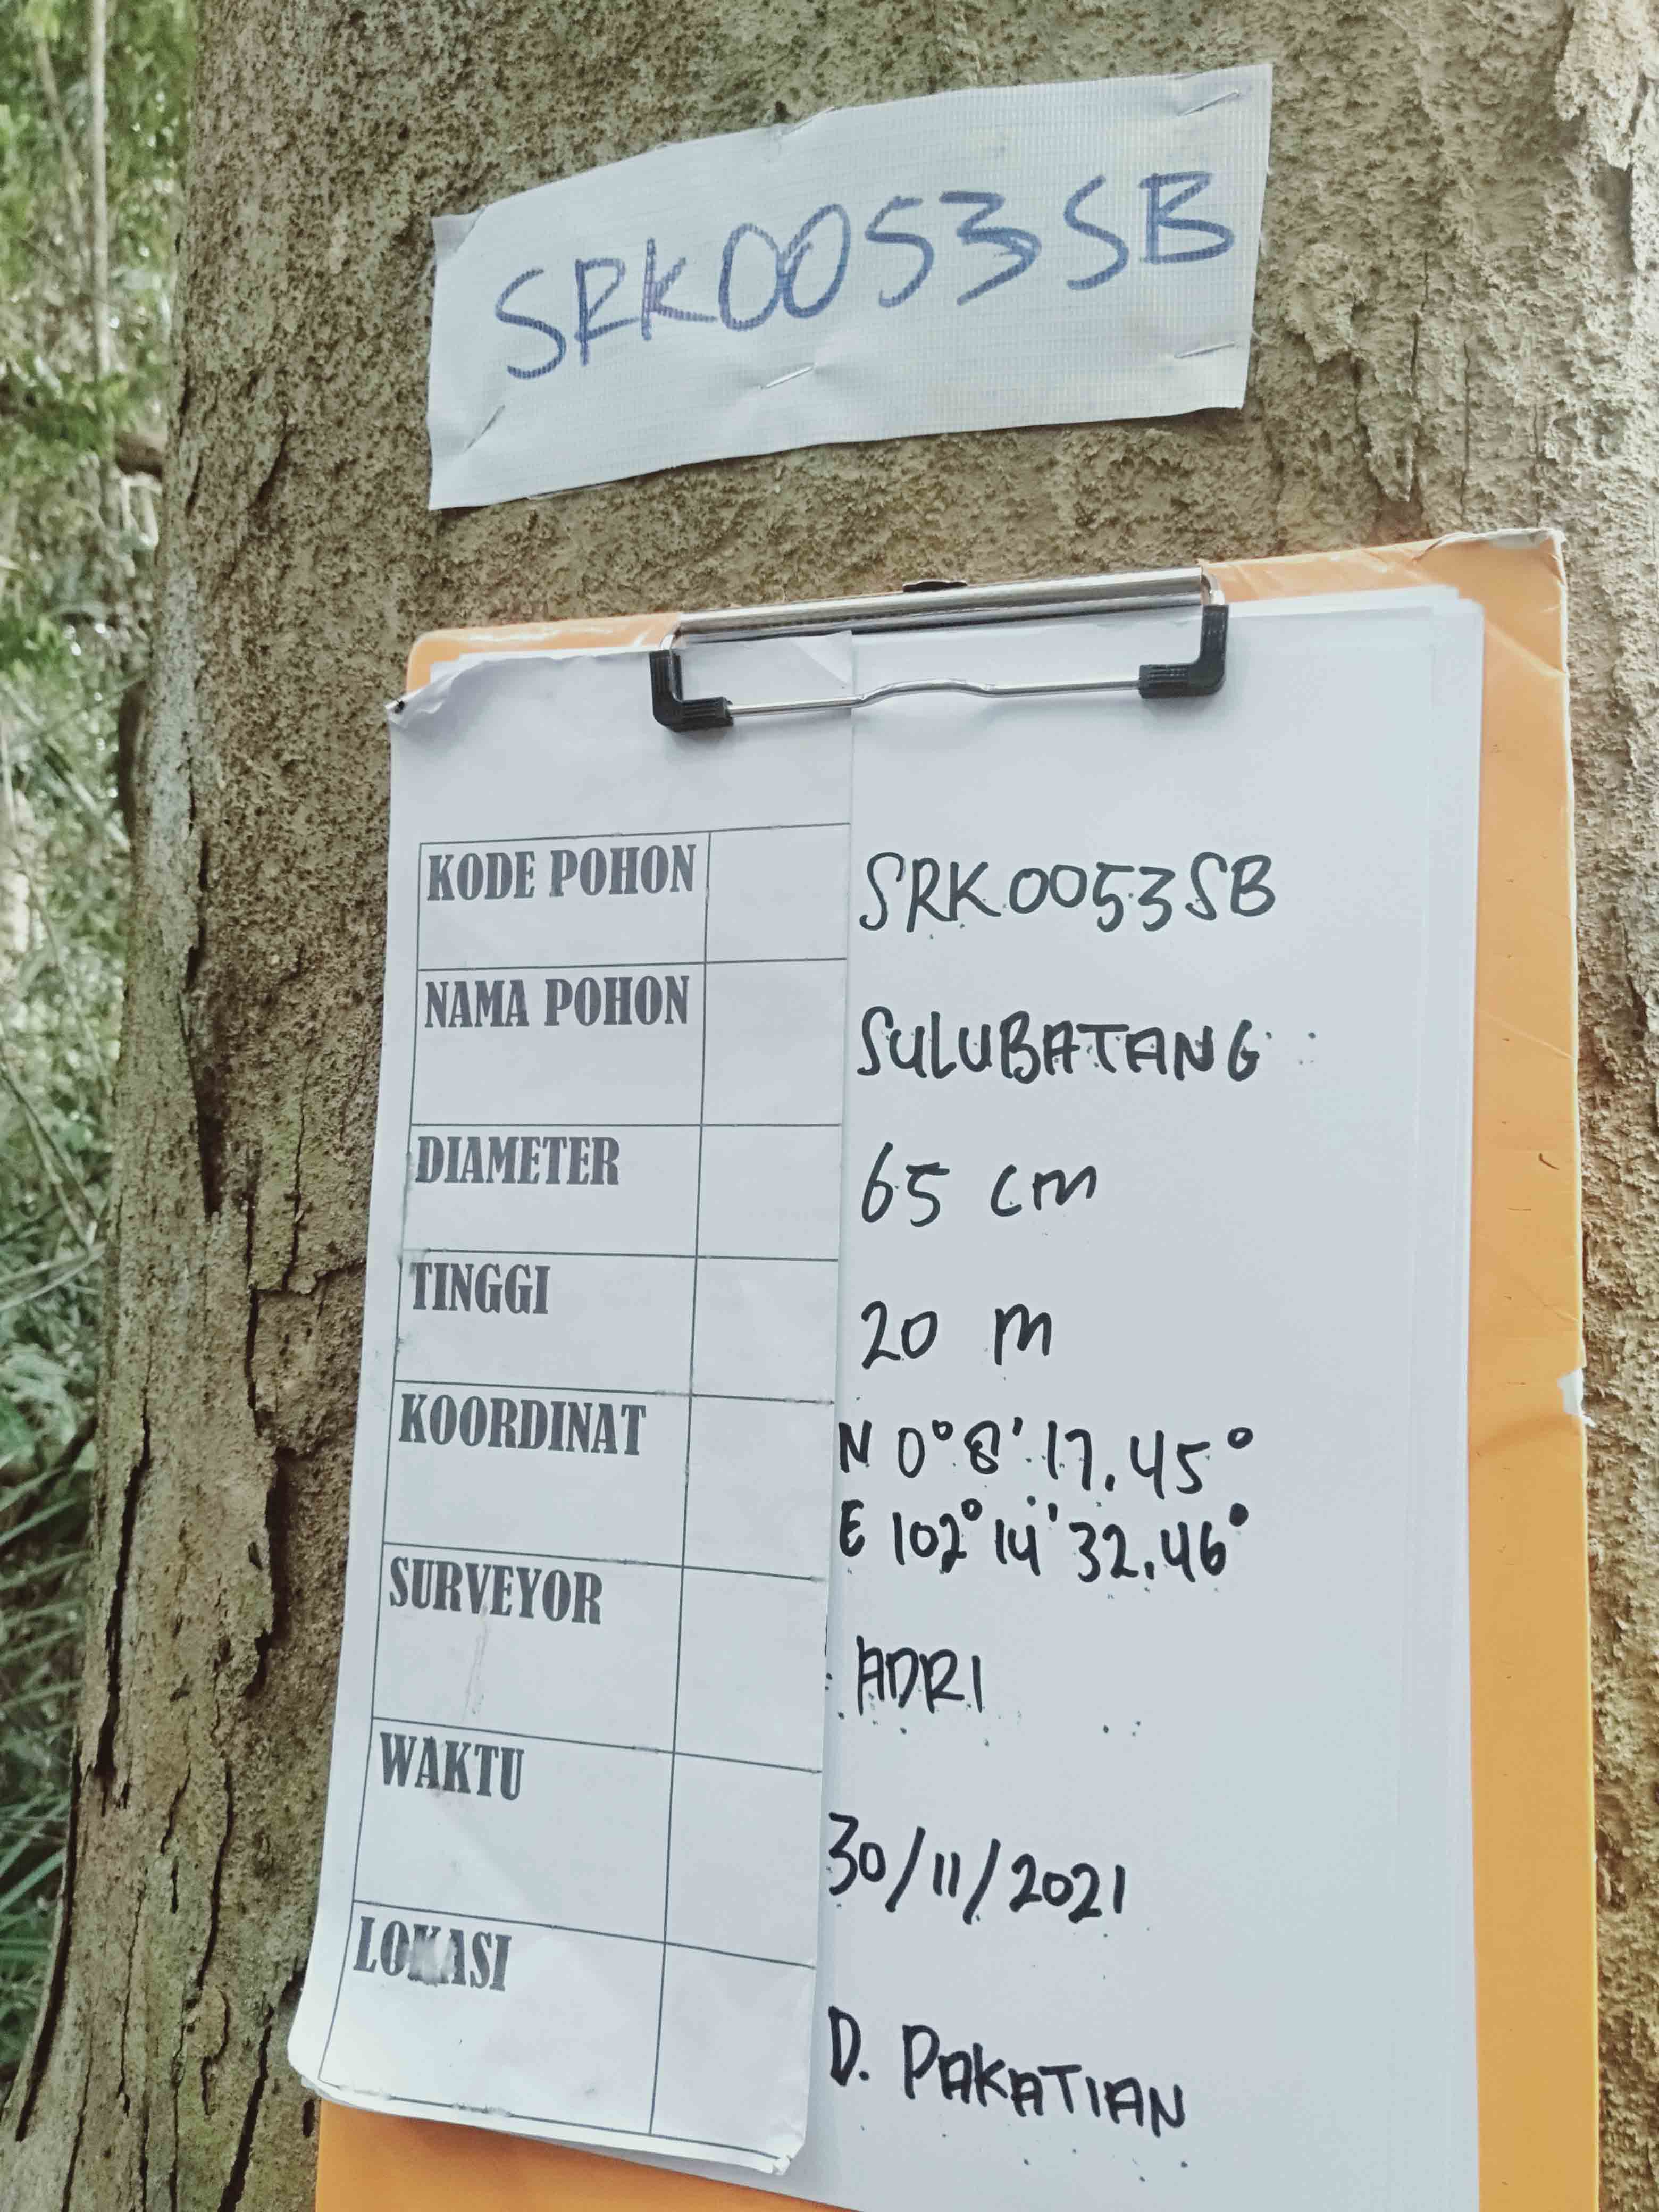 SRK0053SB
KODE POHON SRK0053SB
NAMA POHON SULUBATANG
DIAMETER 65 cm
TINGGI 20 m
KOORDINAT N 0°8'17.45°
E 102°14'32.46°
SURVEYOR ADRI
WAKTU 30/11/2021
LOKASI D. PAKATIAN